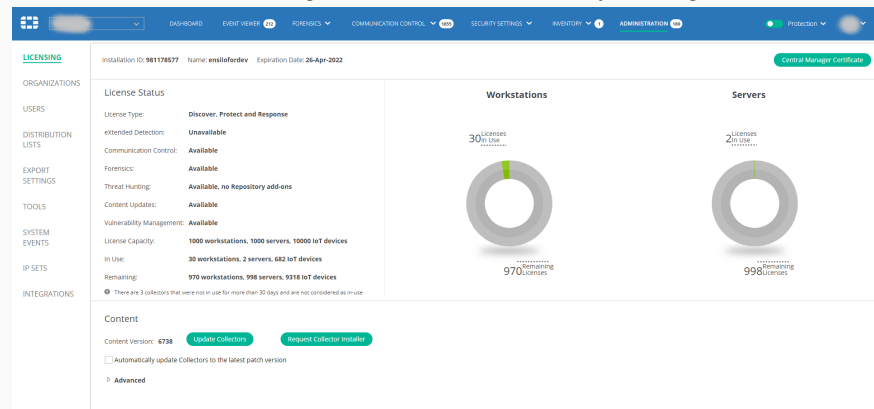 DASHBOARD EVENT VIEWER 212 FORENSICS COMMUNICATION CONTROL 1655 SECURITY SETTINGS INVENTORY 1 ADMINISTRATION 188 Protection
LICENSING
ORGANIZATIONS
USERS
DISTRIBUTION
LISTS
EXPORT
SETTINGS
TOOLS
SYSTEM
EVENTS
IP SETS
INTEGRATIONS
Installation ID: 981178577 Name: ensilofordev Expiration Date: 26-Apr-2022
Central Manager Certificate
License Status
License Type: Discover, Protect and Response
eXtended Detection: Unavailable
Communication Control: Available
Forensics: Available
Threat Hunting: Available, no Repository add-ons
Content Updates: Available
Vulnerability Management: Available
License Capacity: 1000 workstations, 1000 servers, 10000 IoT devices
In Use: 30 workstations, 2 servers, 682 IoT devices
Remaining: 970 workstations, 998 servers, 9318 IoT devices
There are 3 collectors that were not in use for more than 30 days and are not considered as in-use
Workstations
30 Licenses
In Use
970 Remaining
Licenses
Servers
2 Licenses
In Use
998 Remaining
Licenses
Content
Content Version: 6738 Update Collectors Request Collector Installer
Automatically update Collectors to the latest patch version
Advanced